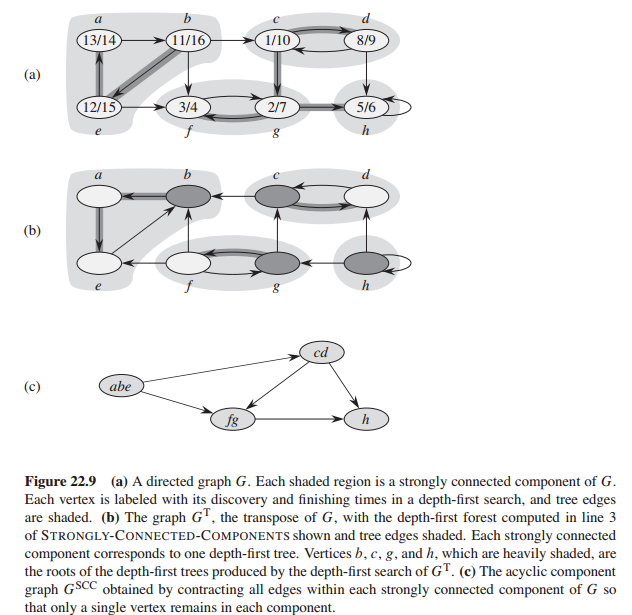 a b c d
(a) 13/14 11/16 1/10 8/9
12/15 3/4 2/7 5/6
e f g h
a b c d
(b)
e f g h
cd
(c) abe
fg h
Figure 22.9 (a) A directed graph G. Each shaded region is a strongly connected component of G.
Each vertex is labeled with its discovery and finishing times in a depth-first search, and tree edges
are shaded. (b) The graph Gᵀ, the transpose of G, with the depth-first forest computed in line 3
of STRONGLY-CONNECTED-COMPONENTS shown and tree edges shaded. Each strongly connected
component corresponds to one depth-first tree. Vertices b, c, g, and h, which are heavily shaded, are
the roots of the depth-first trees produced by the depth-first search of Gᵀ. (c) The acyclic component
graph Gˢᶜᶜ obtained by contracting all edges within each strongly connected component of G so
that only a single vertex remains in each component.